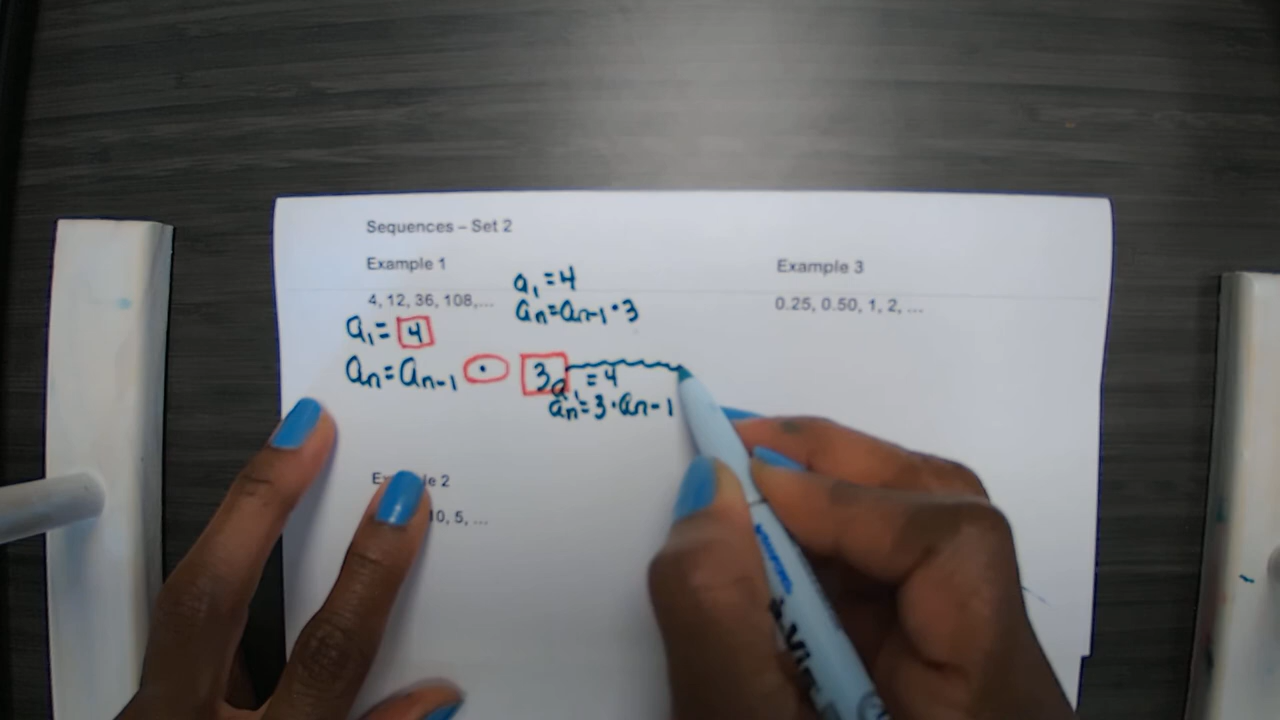 Sequences – Set 2
Example 1
4, 12, 36, 108,...
a₁ = 4
aₙ = aₙ₋₁ · 3
a₁ = 4
aₙ = aₙ₋₁ · 3
a₁ = 4
aₙ = 3 · aₙ₋₁
2
10, 5, ...
Example 3
0.25, 0.50, 1, 2, ...